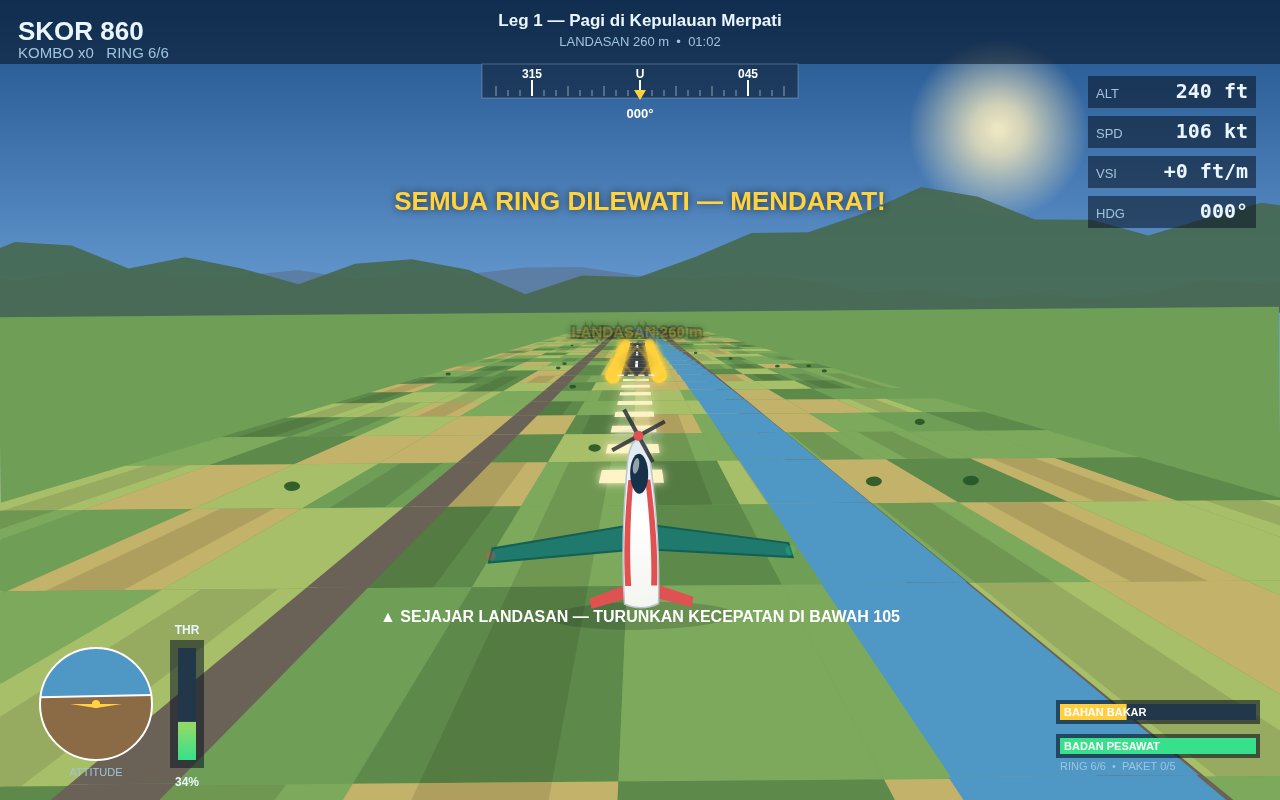 SKOR 860
KOMBO x0 RING 6/6
Leg 1 — Pagi di Kepulauan Merpati
LANDASAN 260 m • 01:02
315 U 045
000°
ALT 240 ft
SPD 106 kt
VSI +0 ft/m
HDG 000°
SEMUA RING DILEWATI — MENDARAT!
LANDASAN 260 m
▲ SEJAJAR LANDASAN — TURUNKAN KECEPATAN DI BAWAH 105
THR
34%
ATTITUDE
BAHAN BAKAR
BADAN PESAWAT
RING 6/6 • PAKET 0/5